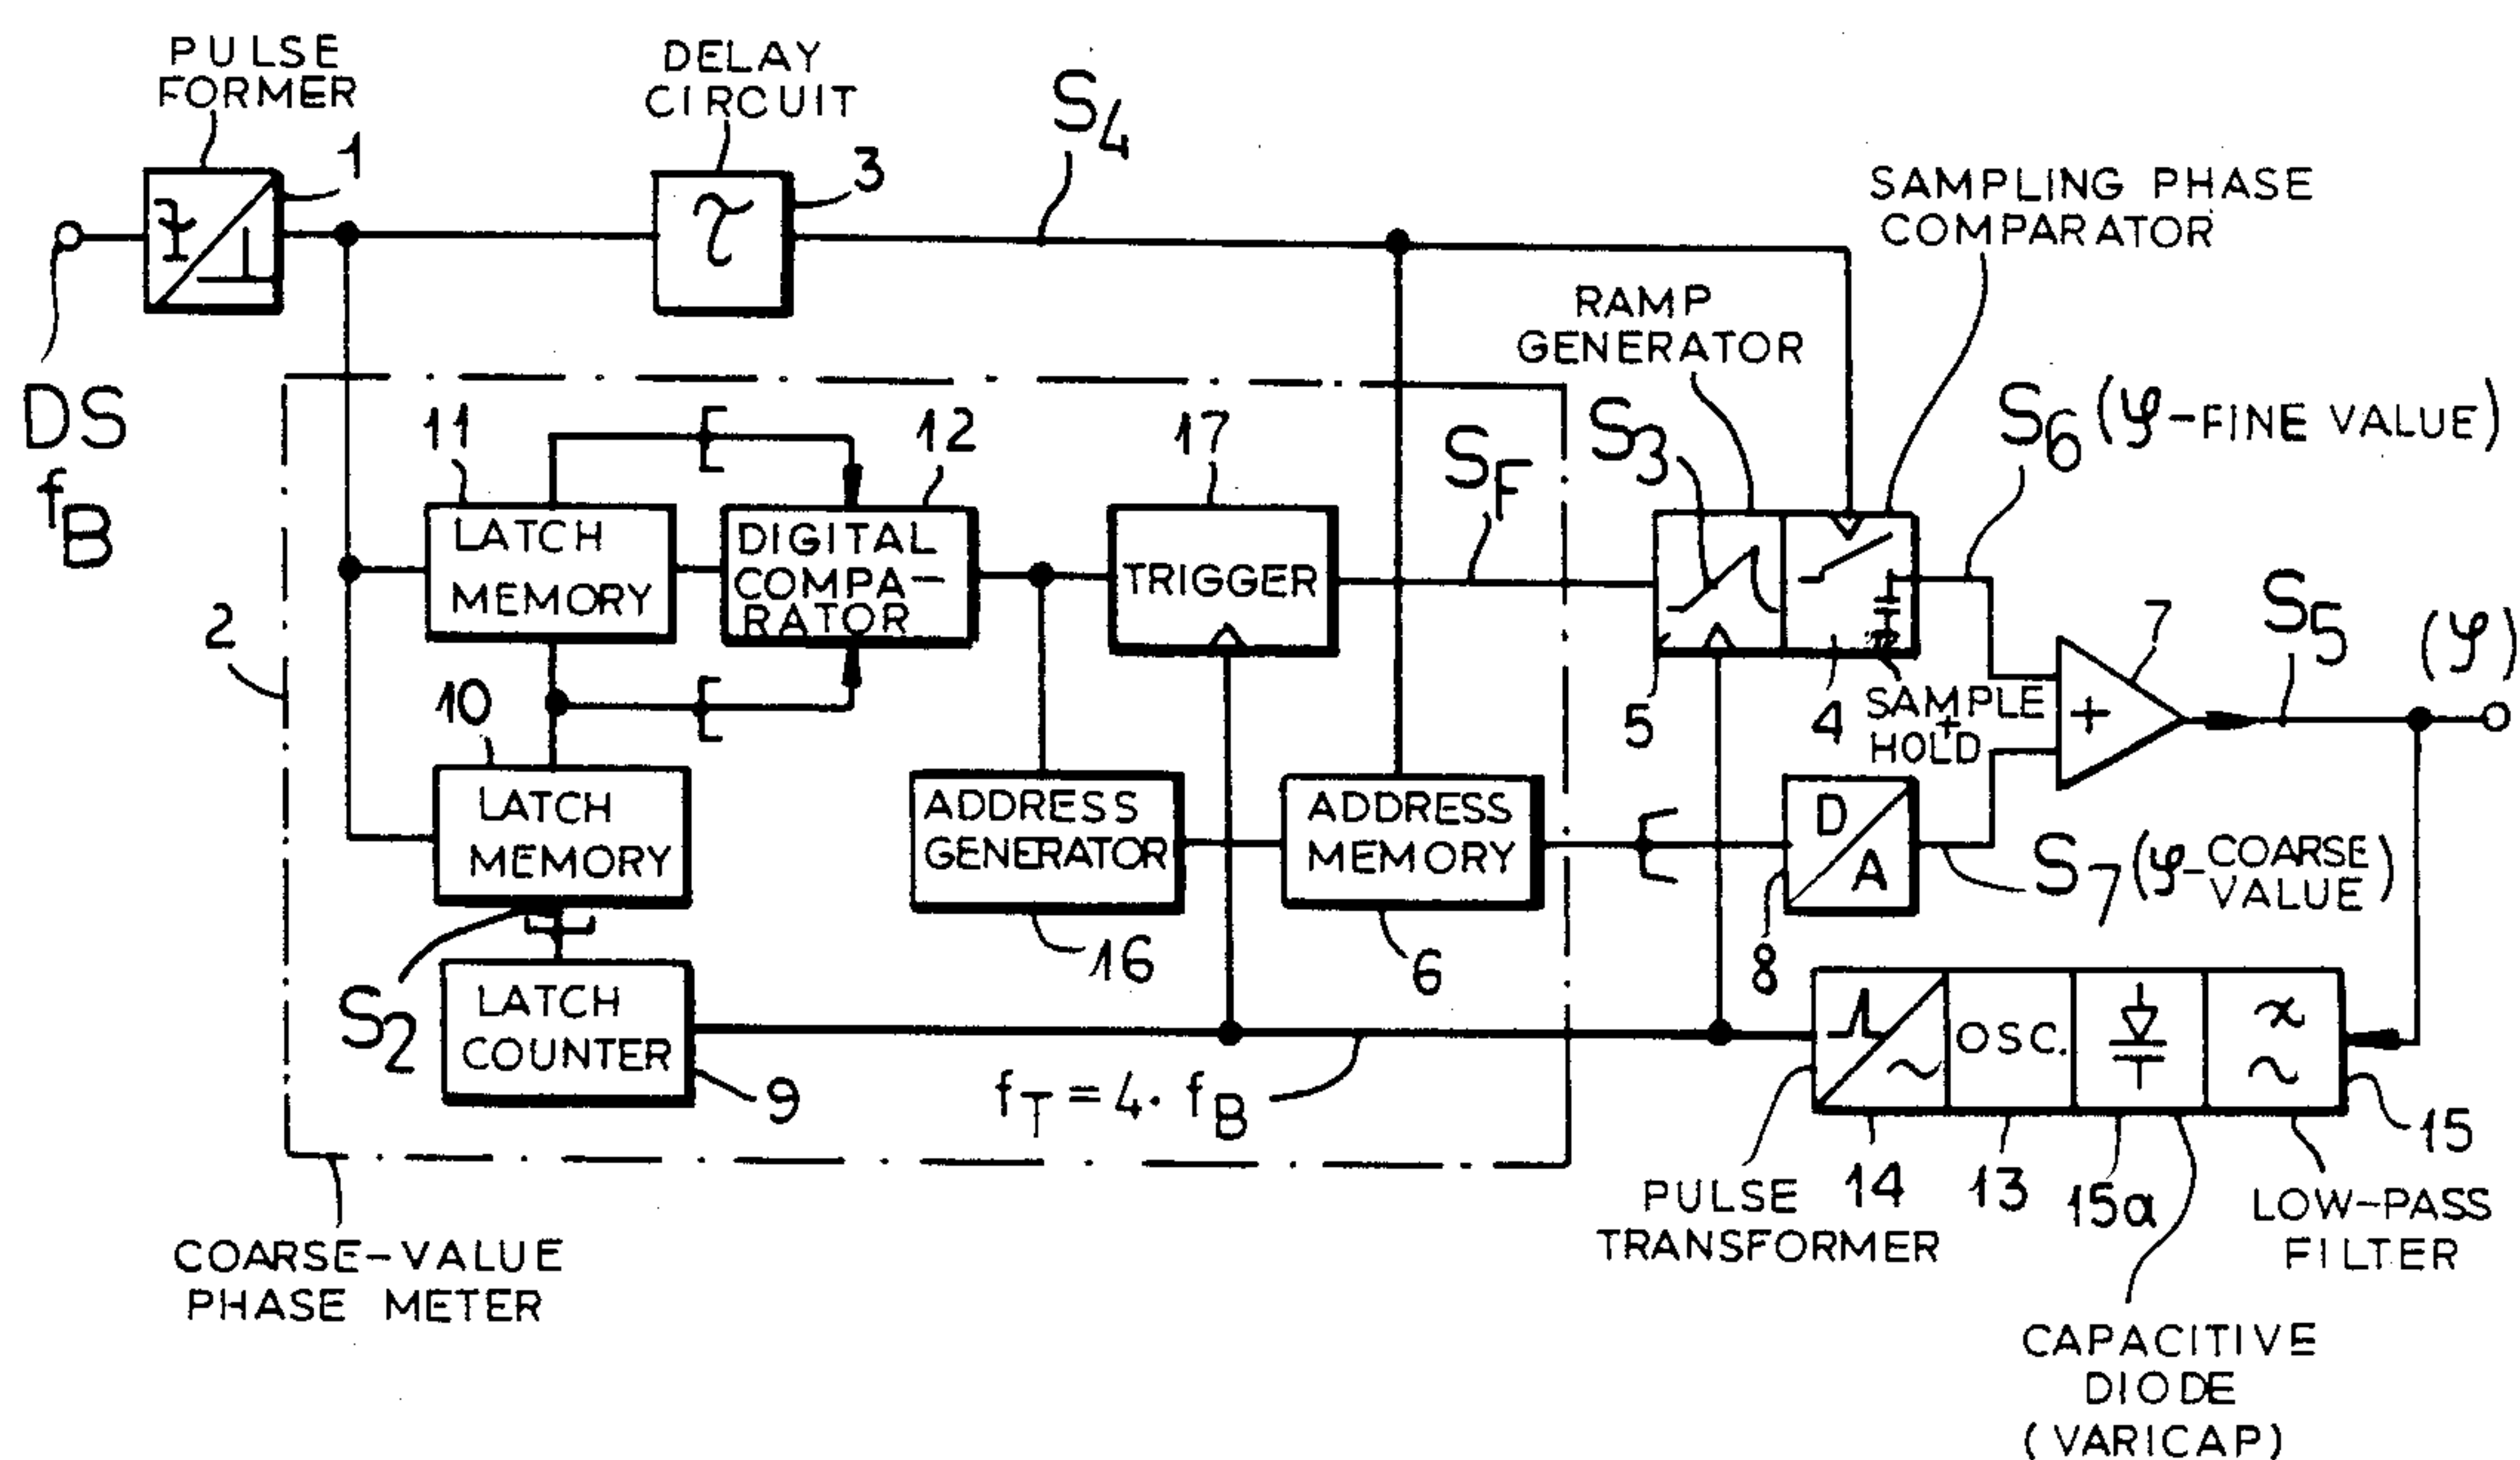 PULSE
FORMER
1
DELAY
CIRCUIT
3
S4
SAMPLING PHASE
COMPARATOR
τ
DS
fB
RAMP
GENERATOR
S3
S6 (φ-FINE VALUE)
11
12
17
SF
LATCH
MEMORY
DIGITAL
COMPA-
RATOR
TRIGGER
2
10
5
4
SAMPLE
+
HOLD
7
+
S5
(φ)
LATCH
MEMORY
ADDRESS
GENERATOR
ADDRESS
MEMORY
D
A
S7 (φ-COARSE
VALUE)
S2
16
6
8
LATCH
COUNTER
9
fT = 4· fB
OSC.
15
PULSE
TRANSFORMER
14
13
15a
LOW-PASS
FILTER
COARSE-VALUE
PHASE METER
CAPACITIVE
DIODE
(VARICAP)